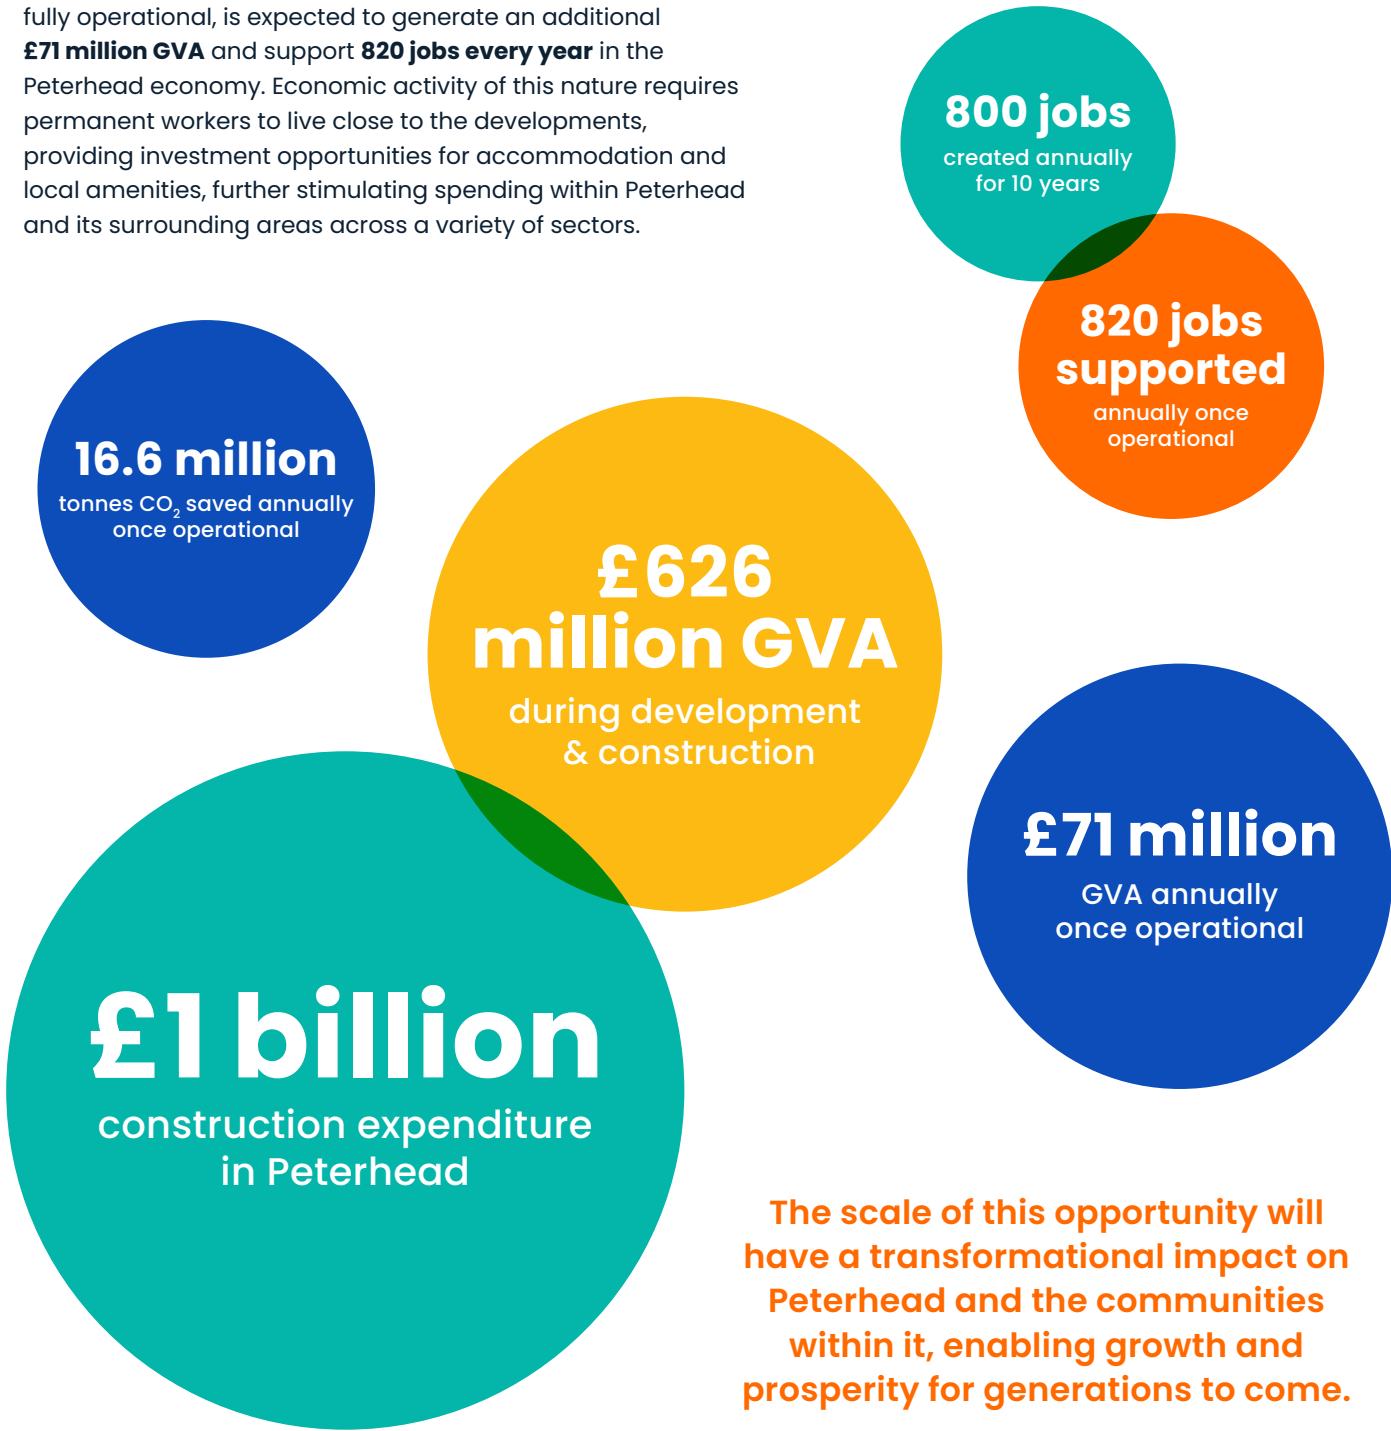 fully operational, is expected to generate an additional
£71 million GVA and support 820 jobs every year in the
Peterhead economy. Economic activity of this nature requires
permanent workers to live close to the developments,
providing investment opportunities for accommodation and
local amenities, further stimulating spending within Peterhead
and its surrounding areas across a variety of sectors.
800 jobs
created annually
for 10 years
820 jobs
supported
annually once
operational
16.6 million
tonnes CO₂ saved annually
once operational
£626
million GVA
during development
& construction
£71 million
GVA annually
once operational
£1 billion
construction expenditure
in Peterhead
The scale of this opportunity will
have a transformational impact on
Peterhead and the communities
within it, enabling growth and
prosperity for generations to come.